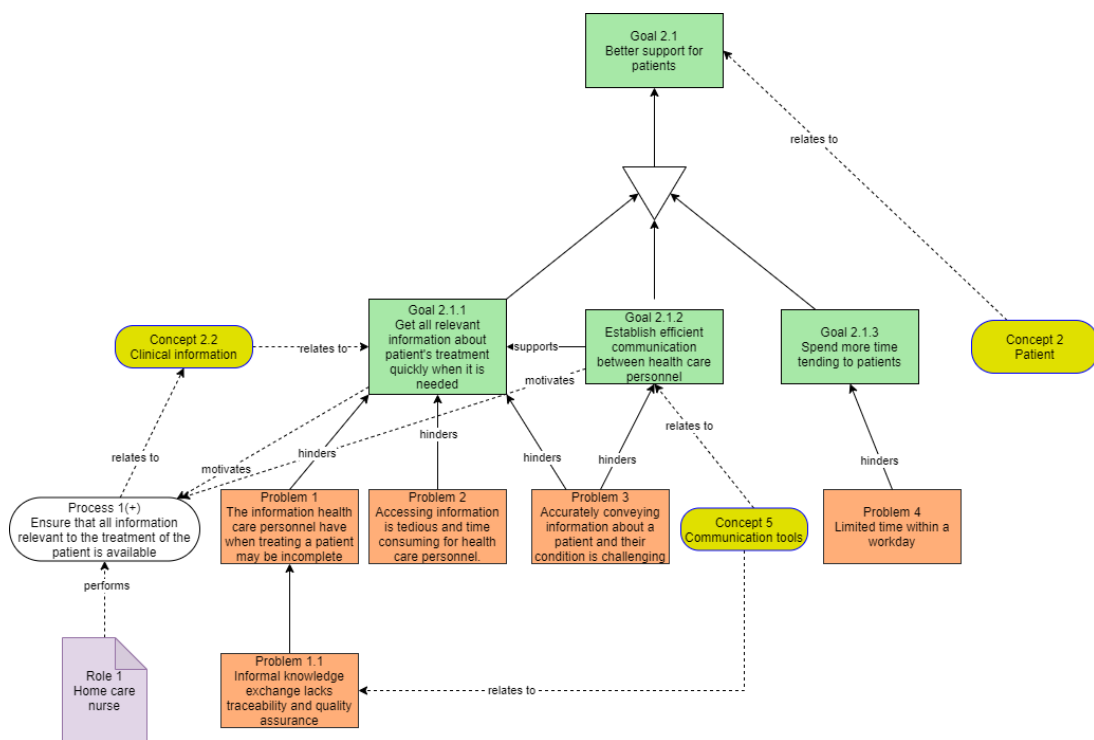 Goal 2.1
Better support for
patients
relates to
Goal 2.1.1
Get all relevant
information about
patient's treatment
quickly when it is
needed
Goal 2.1.2
Establish efficient
communication
between health care
personnel
Goal 2.1.3
Spend more time
tending to patients
Concept 2
Patient
Concept 2.2
Clinical information
relates to
supports
motivates
relates to
hinders
hinders
relates to
motivates
hinders
hinders
hinders
Process 1(+)
Ensure that all information
relevant to the treatment of the
patient is available
Problem 1
The information health
care personnel have
when treating a patient
may be incomplete
Problem 2
Accessing information
is tedious and time
consuming for health
care personnel.
Problem 3
Accurately conveying
information about a
patient and their
condition is challenging
Concept 5
Communication tools
Problem 4
Limited time within a
workday
performs
Role 1
Home care
nurse
Problem 1.1
Informal knowledge
exchange lacks
traceability and quality
assurance
relates to